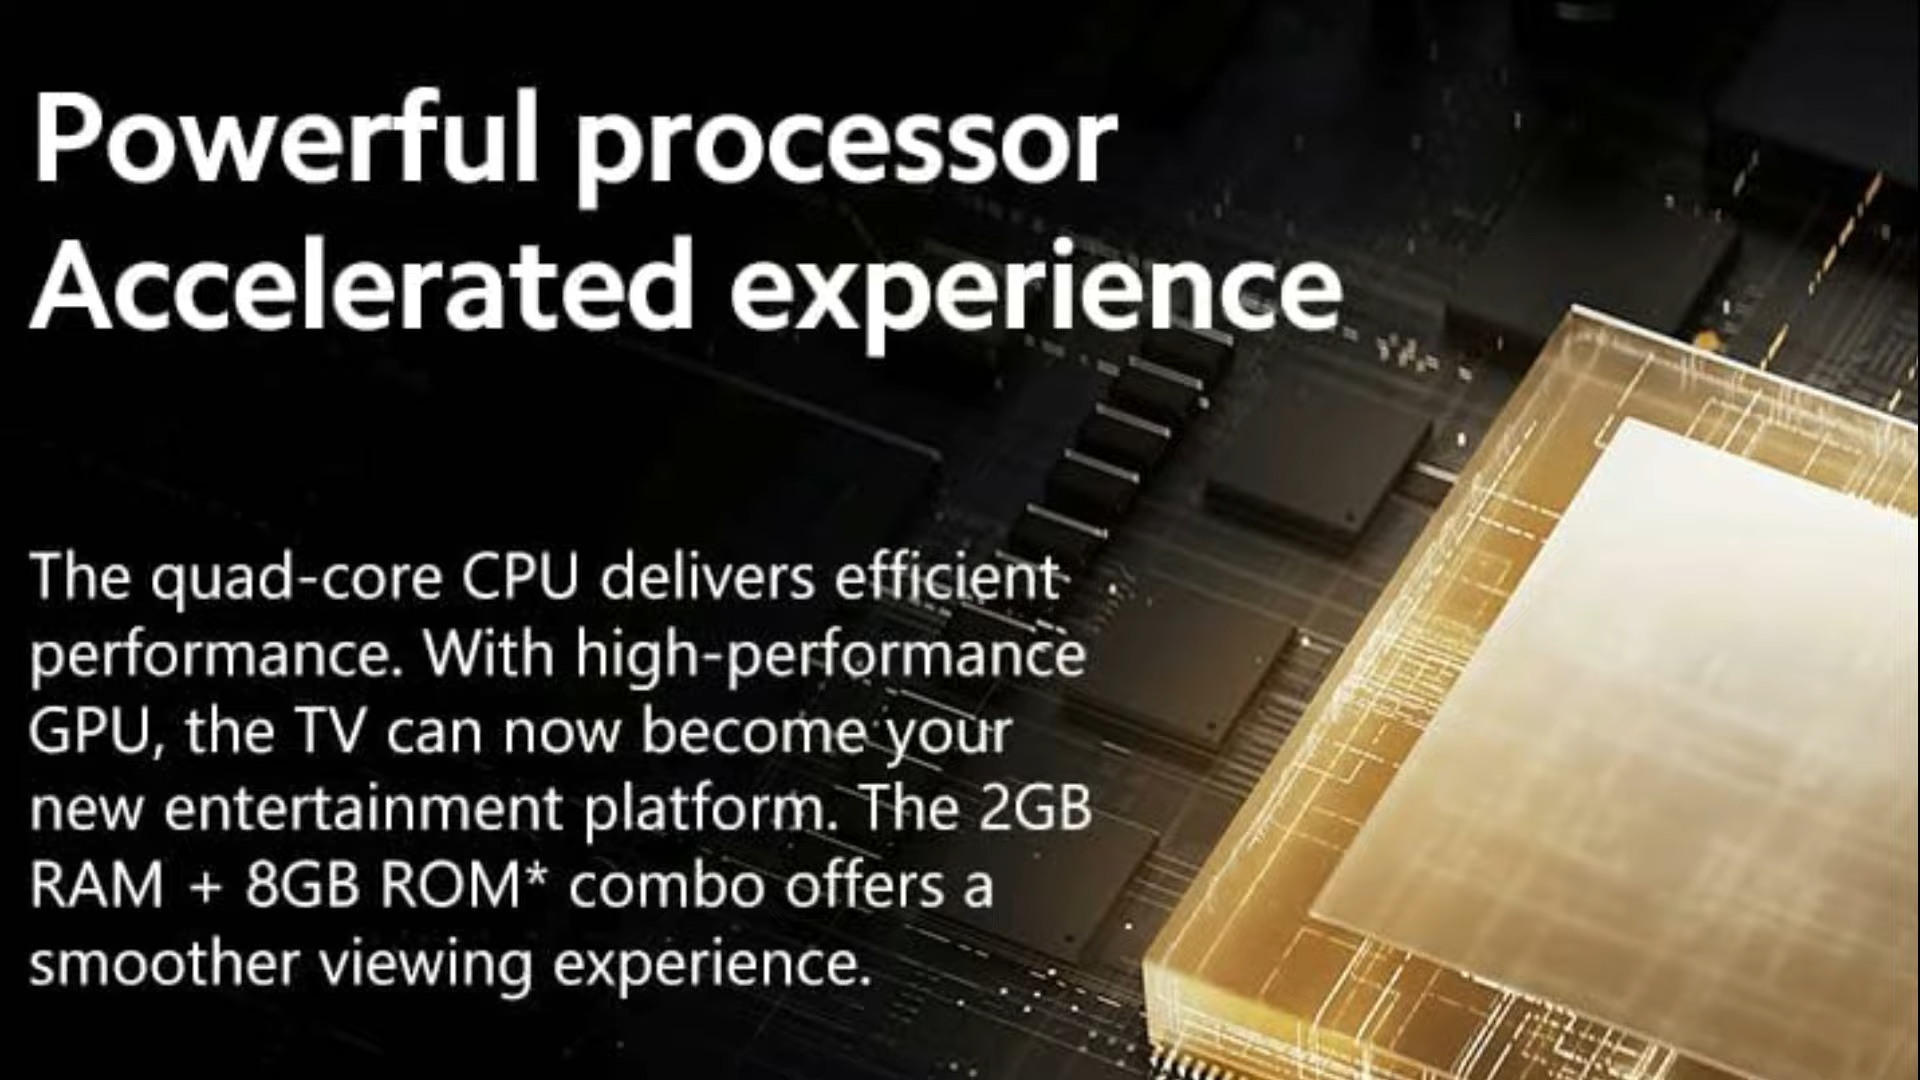 Powerful processor
Accelerated experience
The quad-core CPU delivers efficient
performance. With high-performance
GPU, the TV can now become your
new entertainment platform. The 2GB
RAM + 8GB ROM* combo offers a
smoother viewing experience.